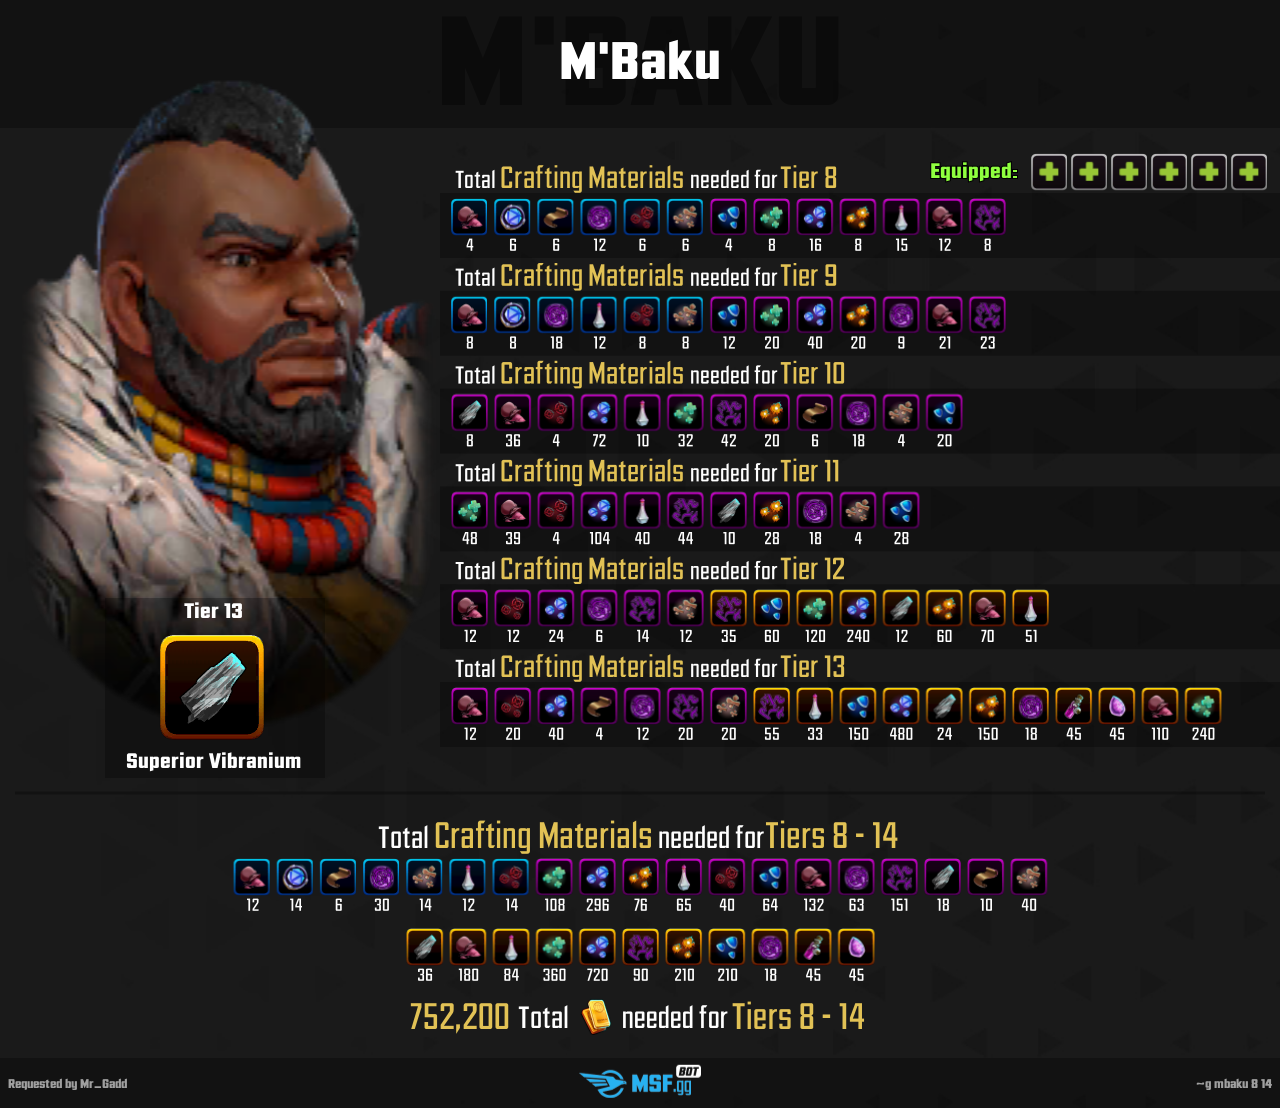 M'BAKU
M'Baku
Equipped:
Total Crafting Materials needed for Tier 8
4 6 6 12 6 6 4 8 16 8 15 12 8
Total Crafting Materials needed for Tier 9
8 8 18 12 8 8 12 20 40 20 9 21 23
Total Crafting Materials needed for Tier 10
8 36 4 72 10 32 42 20 6 18 4 20
Total Crafting Materials needed for Tier 11
48 39 4 104 40 44 10 28 18 4 28
Total Crafting Materials needed for Tier 12
12 12 24 6 14 12 35 60 120 240 12 60 70 51
Total Crafting Materials needed for Tier 13
12 20 40 4 12 20 20 55 33 150 480 24 150 18 45 45 110 240
Tier 13
Superior Vibranium
Total Crafting Materials needed for Tiers 8 - 14
12 14 6 30 14 12 14 108 296 76 65 40 64 132 63 151 18 10 40
36 180 84 360 720 90 210 210 18 45 45
752,200 Total needed for Tiers 8 - 14
Requested by Mr_Gadd
MSF.gg BOT
~g mbaku 8 14